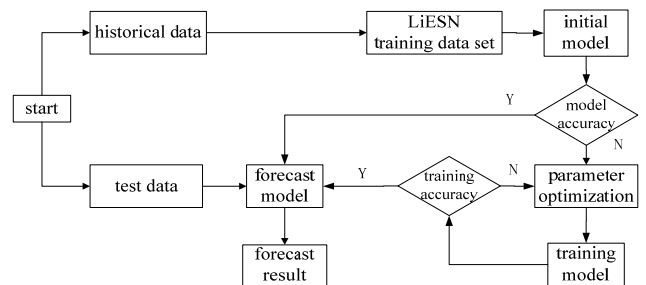 historical data
LiESN
training data set
initial
model
start
Y
model
accuracy
N
test data
forecast
model
Y
training
accuracy
N
parameter
optimization
forecast
result
training
model